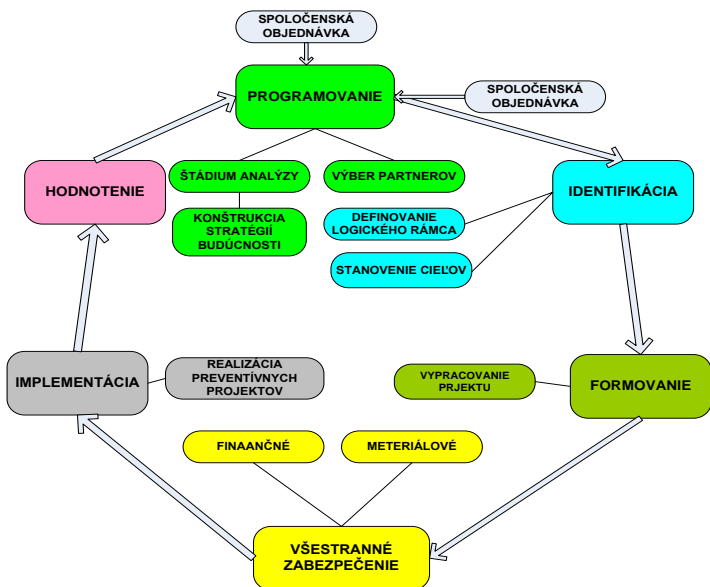 SPOLOČENSKÁ
OBJEDNÁVKA
PROGRAMOVANIE
SPOLOČENSKÁ
OBJEDNÁVKA
HODNOTENIE
ŠTÁDIUM ANALÝZY
VÝBER PARTNEROV
IDENTIFIKÁCIA
KONŠTRUKCIA
STRATÉGIÍ
BUDÚCNOSTI
DEFINOVANIE
LOGICKÉHO RÁMCA
STANOVENIE CIEĽOV
IMPLEMENTÁCIA
REALIZÁCIA
PREVENTÍVNYCH
PROJEKTOV
VYPRACOVANIE
PRJEKTU
FORMOVANIE
FINAANČNÉ
METERIÁLOVÉ
VŠESTRANNÉ
ZABEZPEČENIE